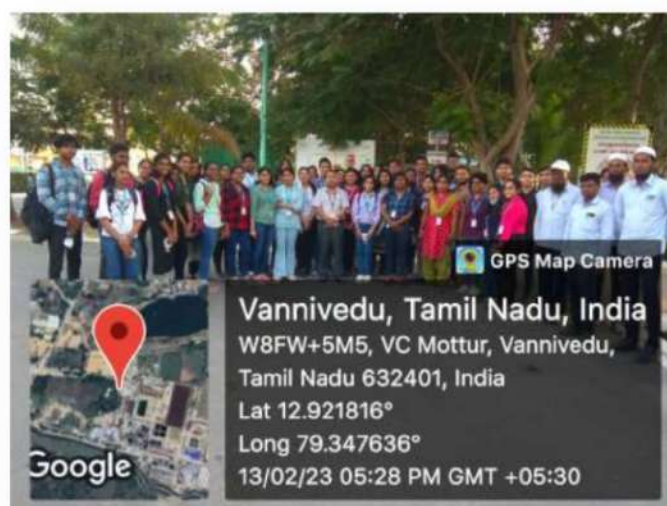 GPS Map Camera
Vannivedu, Tamil Nadu, India
W8FW+5M5, VC Mottur, Vannivedu,
Tamil Nadu 632401, India
Lat 12.921816°
Long 79.347636°
13/02/23 05:28 PM GMT +05:30
Google